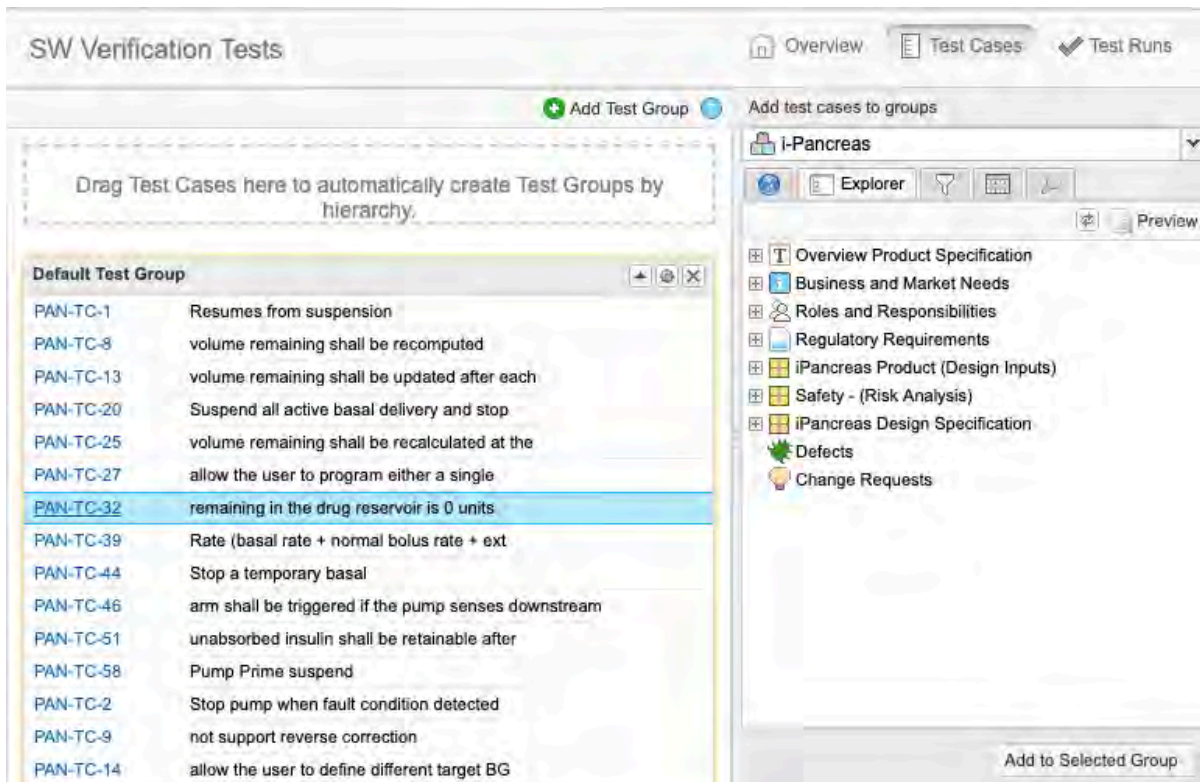 SW Verification Tests
Overview
Test Cases
Test Runs
Add Test Group
Drag Test Cases here to automatically create Test Groups by
hierarchy.
Default Test Group
PAN-TC-1 Resumes from suspension
PAN-TC-8 volume remaining shall be recomputed
PAN-TC-13 volume remaining shall be updated after each
PAN-TC-20 Suspend all active basal delivery and stop
PAN-TC-25 volume remaining shall be recalculated at the
PAN-TC-27 allow the user to program either a single
PAN-TC-32 remaining in the drug reservoir is 0 units
PAN-TC-39 Rate (basal rate + normal bolus rate + ext
PAN-TC-44 Stop a temporary basal
PAN-TC-46 arm shall be triggered if the pump senses downstream
PAN-TC-51 unabsorbed insulin shall be retainable after
PAN-TC-58 Pump Prime suspend
PAN-TC-2 Stop pump when fault condition detected
PAN-TC-9 not support reverse correction
PAN-TC-14 allow the user to define different target BG
Add test cases to groups
i-Pancreas
Explorer
Preview
Overview Product Specification
Business and Market Needs
Roles and Responsibilities
Regulatory Requirements
iPancreas Product (Design Inputs)
Safety - (Risk Analysis)
iPancreas Design Specification
Defects
Change Requests
Add to Selected Group